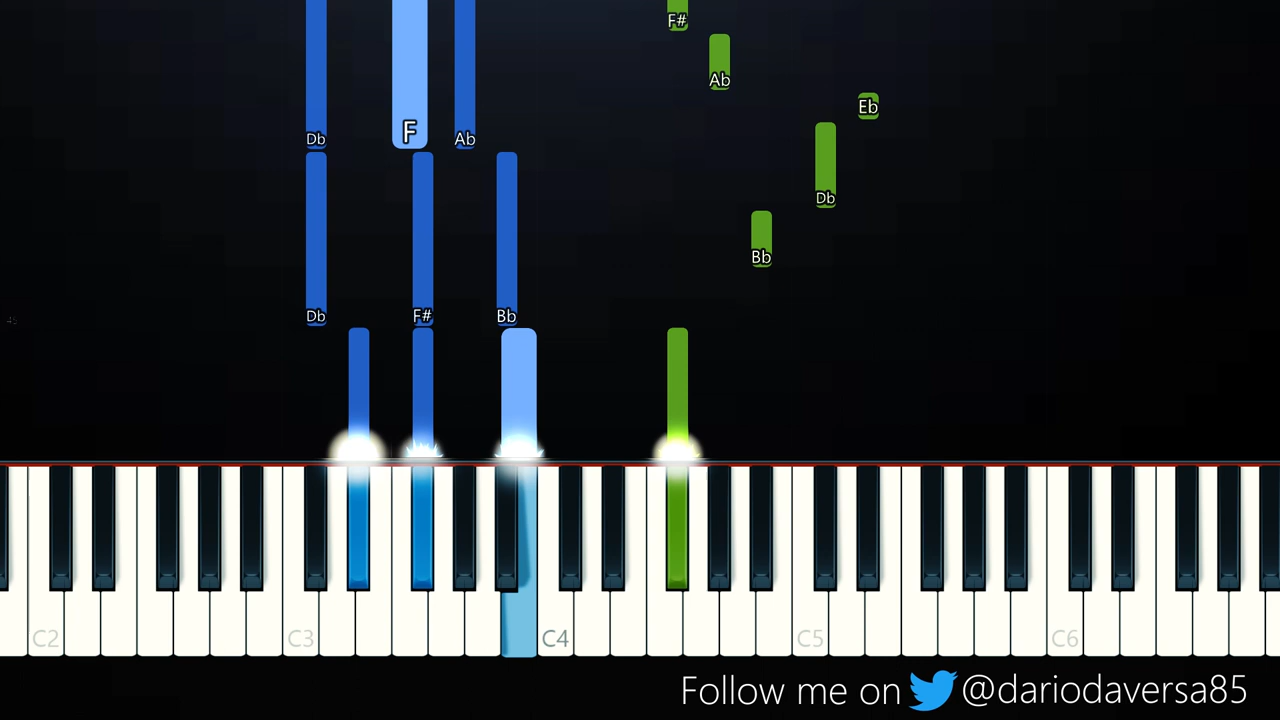 F#
Ab
Eb
Db F Ab
Db
Bb
Db F# Bb
C2 C3 C4 C5 C6
Follow me on @dariodaversa85